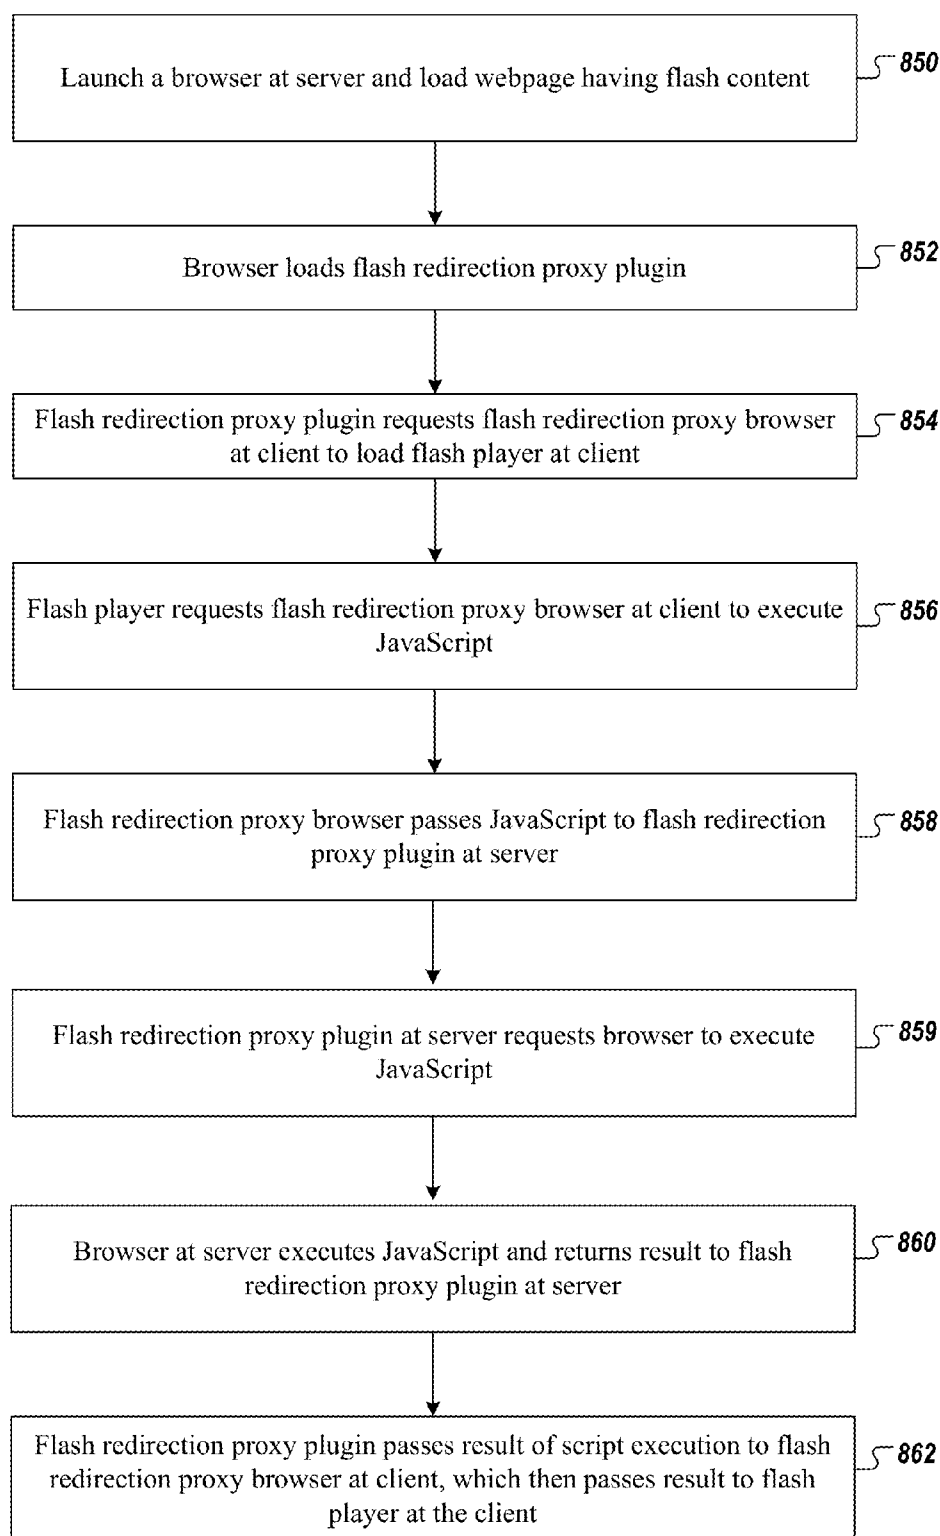 Launch a browser at server and load webpage having flash content
850
Browser loads flash redirection proxy plugin
852
Flash redirection proxy plugin requests flash redirection proxy browser
at client to load flash player at client
854
Flash player requests flash redirection proxy browser at client to execute
JavaScript
856
Flash redirection proxy browser passes JavaScript to flash redirection
proxy plugin at server
858
Flash redirection proxy plugin at server requests browser to execute
JavaScript
859
Browser at server executes JavaScript and returns result to flash
redirection proxy plugin at server
860
Flash redirection proxy plugin passes result of script execution to flash
redirection proxy browser at client, which then passes result to flash
player at the client
862